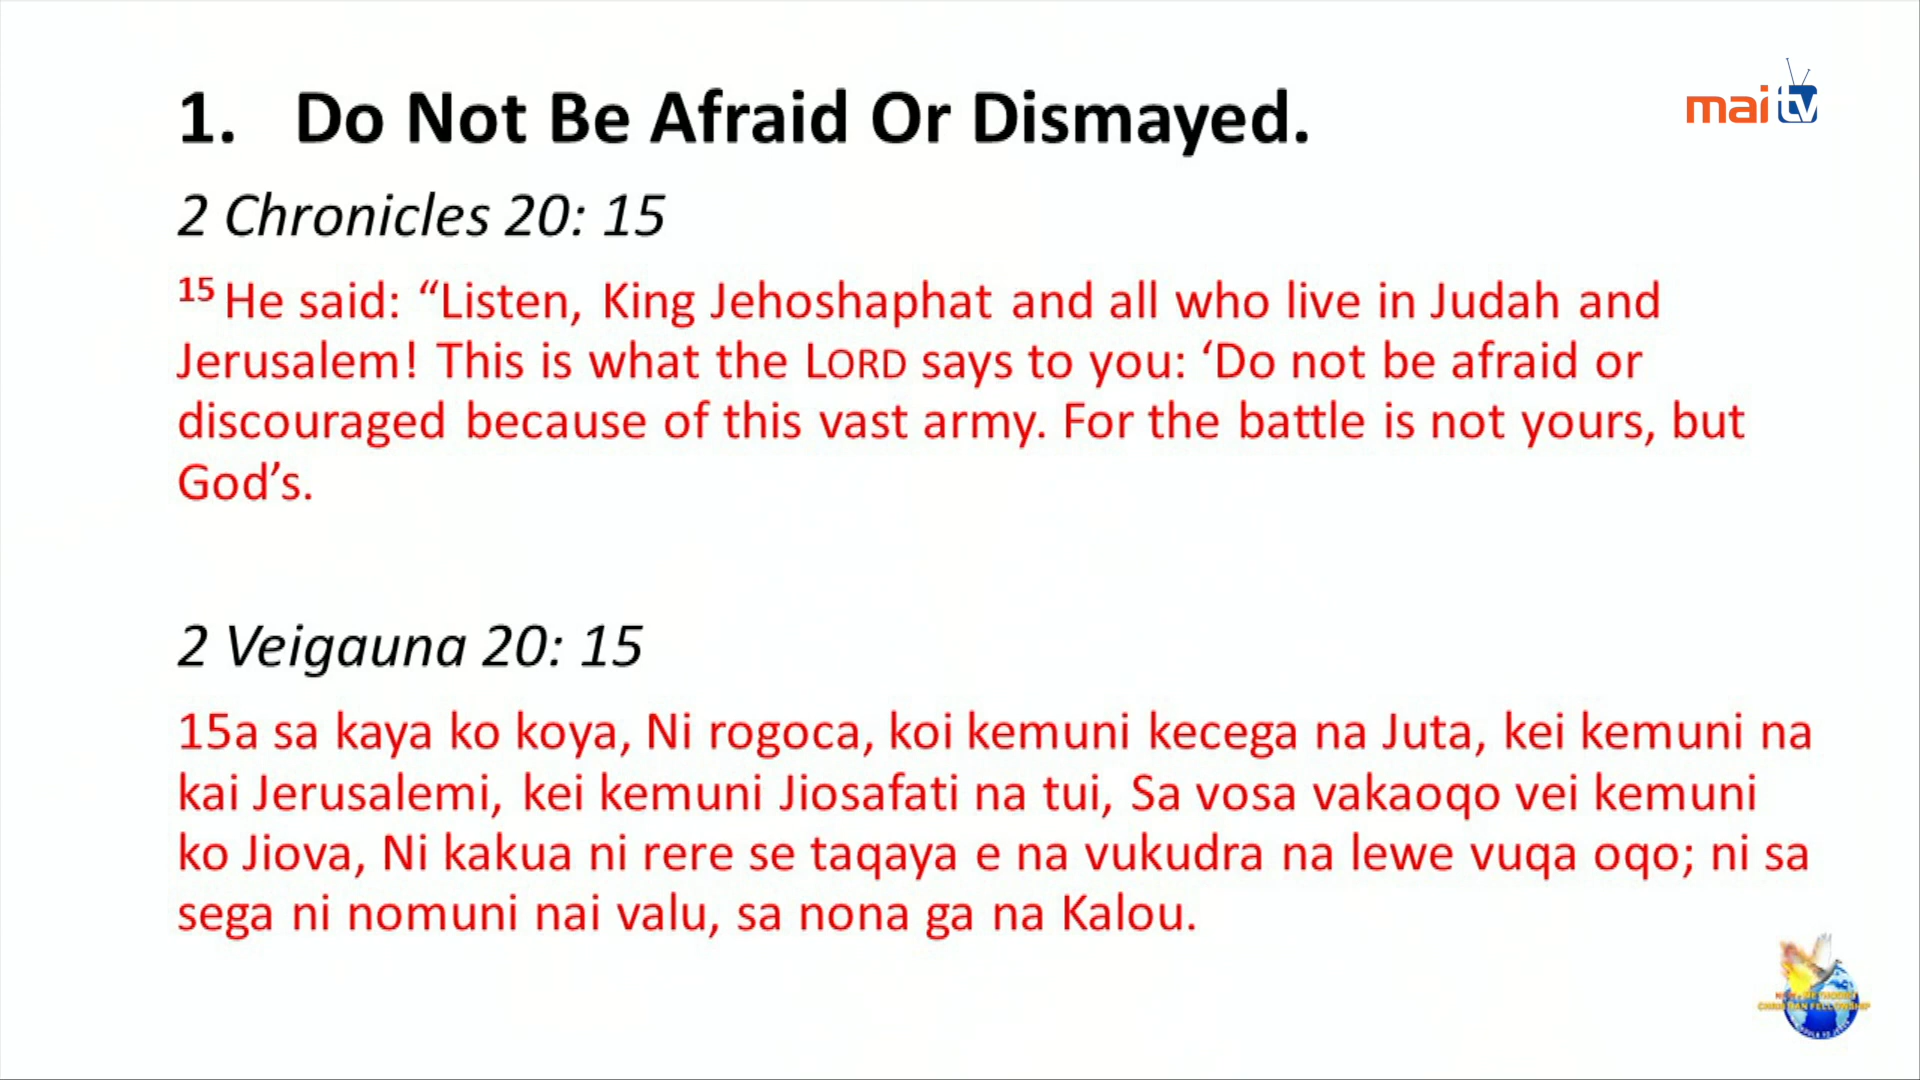 mai tv
1. Do Not Be Afraid Or Dismayed.
2 Chronicles 20: 15
15 He said: “Listen, King Jehoshaphat and all who live in Judah and
Jerusalem! This is what the LORD says to you: ‘Do not be afraid or
discouraged because of this vast army. For the battle is not yours, but
God’s.
2 Veigauna 20: 15
15a sa kaya ko koya, Ni rogoca, koi kemuni kecega na Juta, kei kemuni na
kai Jerusalemi, kei kemuni Jiosafati na tui, Sa vosa vakaoqo vei kemuni
ko Jiova, Ni kakua ni rere se taqaya e na vukudra na lewe vuqa oqo; ni sa
sega ni nomuni nai valu, sa nona ga na Kalou.
CHRISTIAN FELLOWSHIP